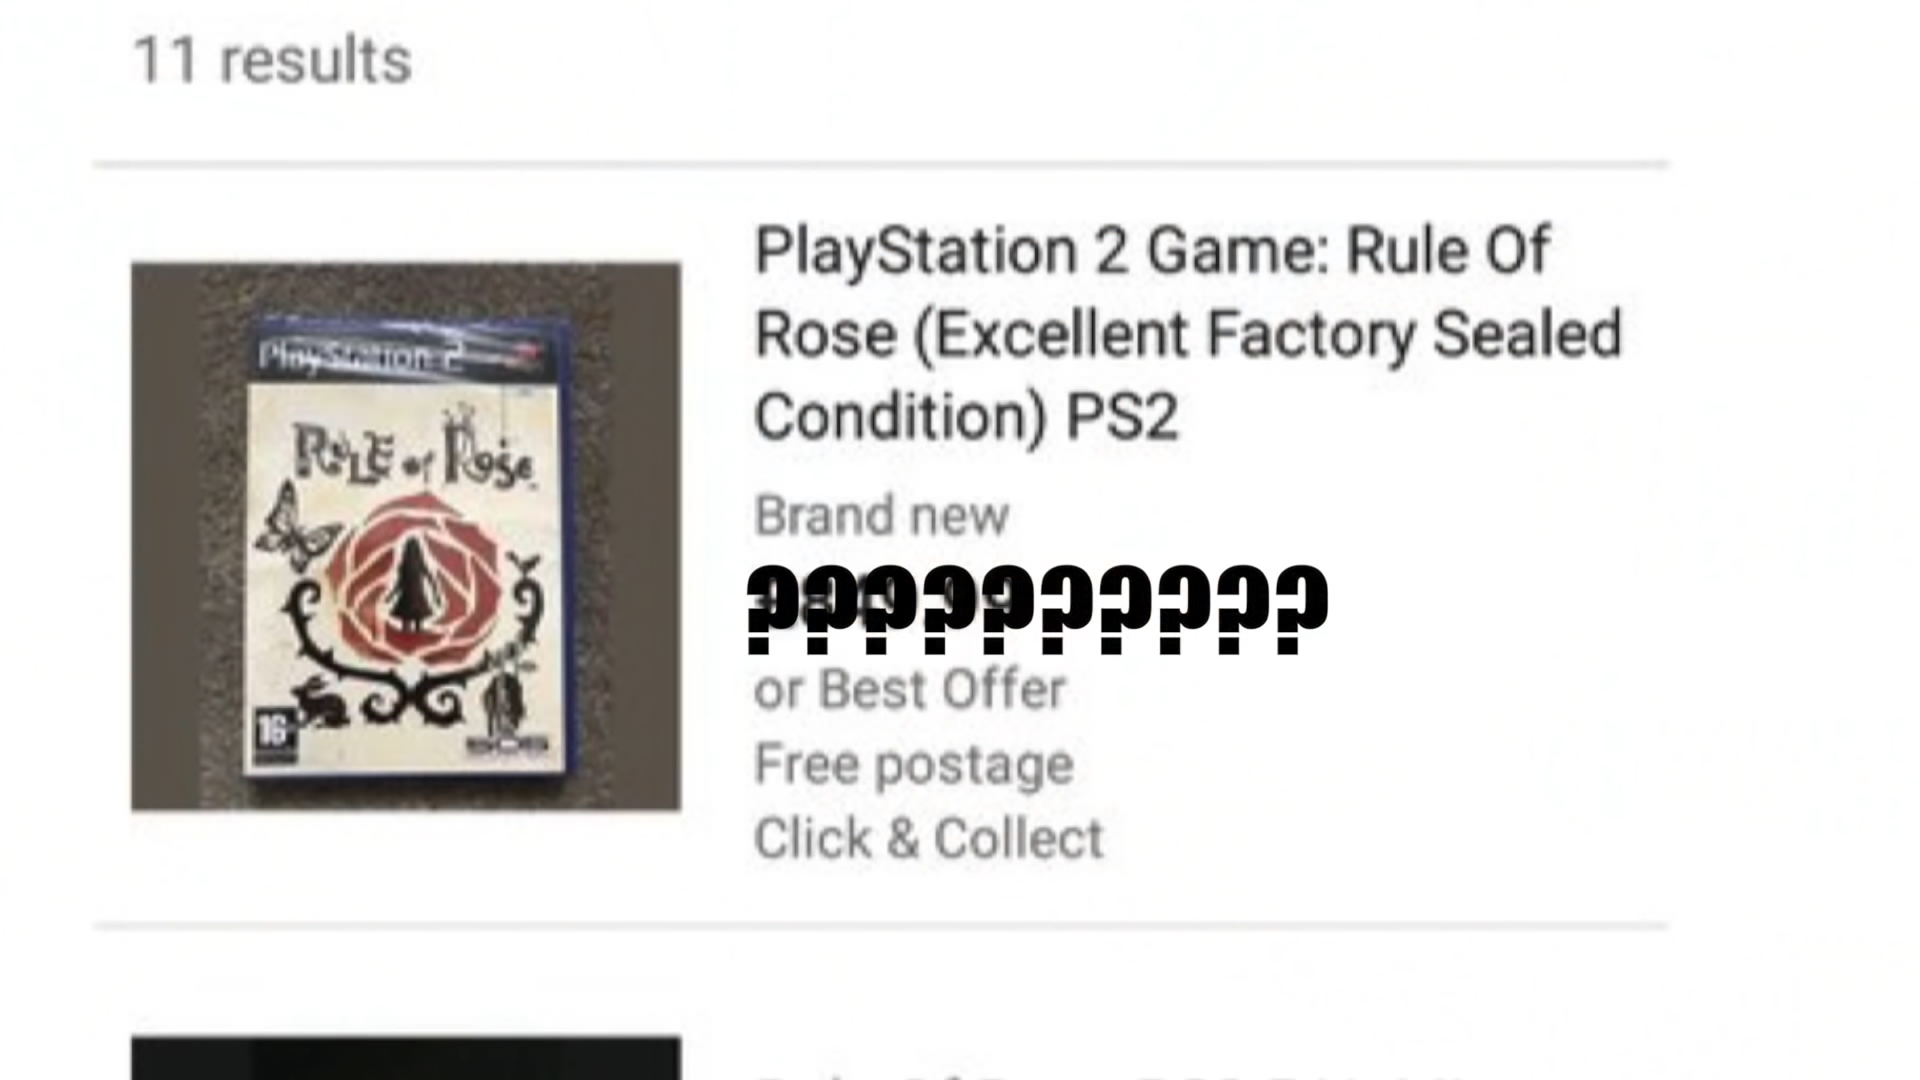 11 results
PlayStation 2 Game: Rule Of
Rose (Excellent Factory Sealed
Condition) PS2
Brand new
??????????
or Best Offer
Free postage
Click & Collect
PlayStation 2
RULE of Rose
16
505